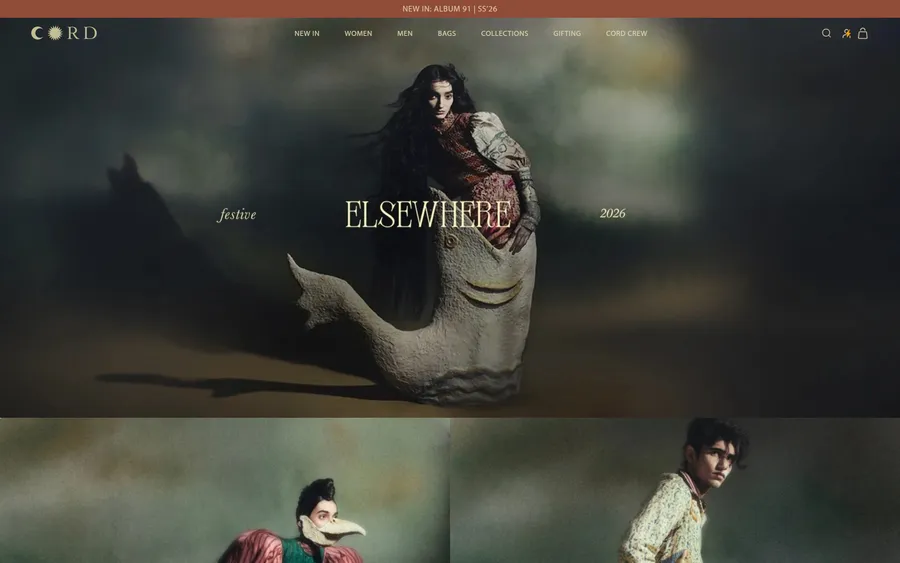 NEW IN: ALBUM 91 | SS'26
CORD
NEW IN WOMEN MEN BAGS COLLECTIONS GIFTING CORD CREW
festive ELSEWHERE 2026